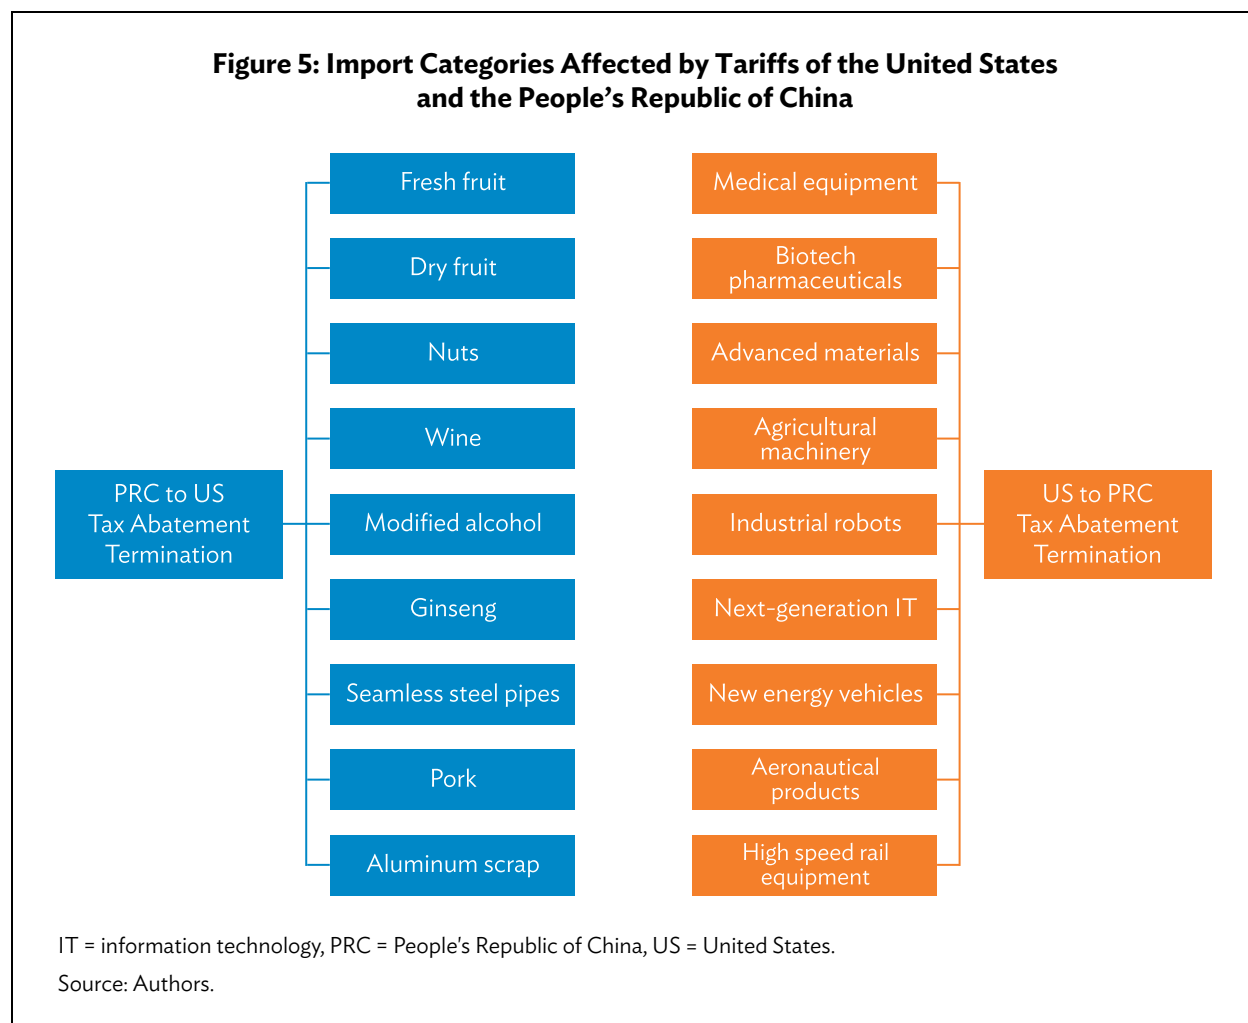 Figure 5: Import Categories Affected by Tariffs of the United States
and the People’s Republic of China
PRC to US
Tax Abatement
Termination
Fresh fruit
Dry fruit
Nuts
Wine
Modified alcohol
Ginseng
Seamless steel pipes
Pork
Aluminum scrap
Medical equipment
Biotech
pharmaceuticals
Advanced materials
Agricultural
machinery
Industrial robots
Next-generation IT
New energy vehicles
Aeronautical
products
High speed rail
equipment
US to PRC
Tax Abatement
Termination
IT = information technology, PRC = People's Republic of China, US = United States.
Source: Authors.